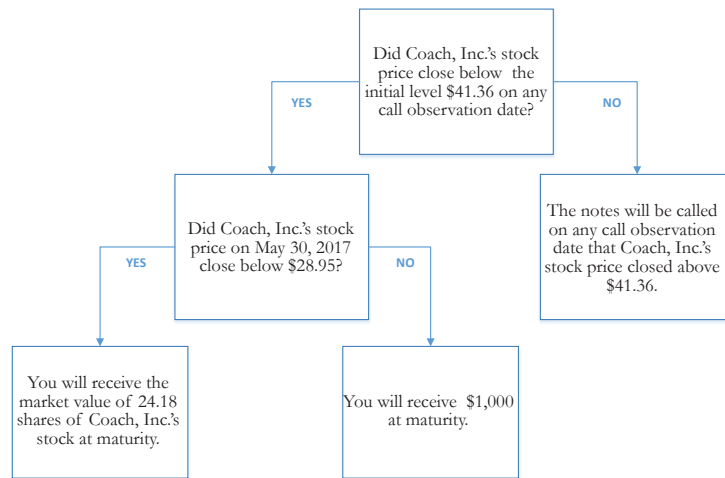 Did Coach, Inc.'s stock
price close below the
initial level $41.36 on any
call observation date?
YES
NO
Did Coach, Inc.'s stock
price on May 30, 2017
close below $28.95?
The notes will be called
on any call observation
date that Coach, Inc.'s
stock price closed above
$41.36.
YES
NO
You will receive the
market value of 24.18
shares of Coach, Inc.'s
stock at maturity.
You will receive $1,000
at maturity.